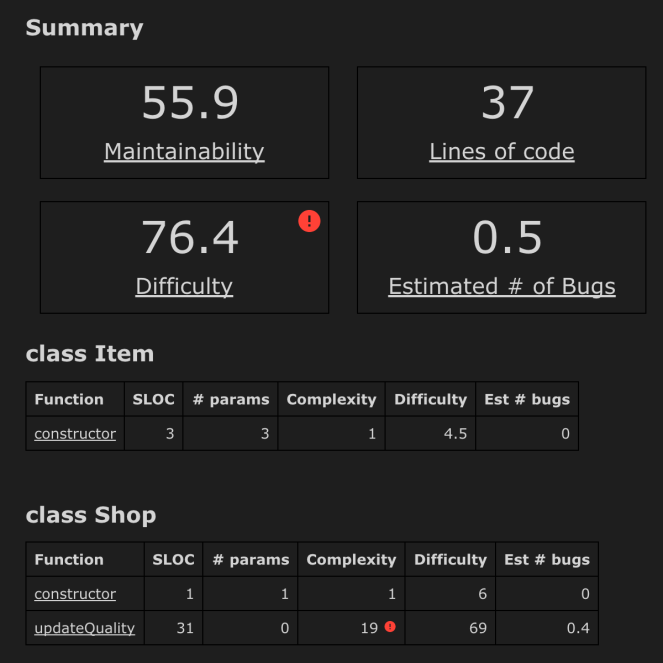 Summary
55.9 37
Maintainability Lines of code
! 
76.4 0.5
Difficulty Estimated # of Bugs
class Item
Function SLOC # params Complexity Difficulty Est # bugs
constructor 3 3 1 4.5 0
class Shop
Function SLOC # params Complexity Difficulty Est # bugs
constructor 1 1 1 6 0
updateQuality 31 0 19 ! 69 0.4